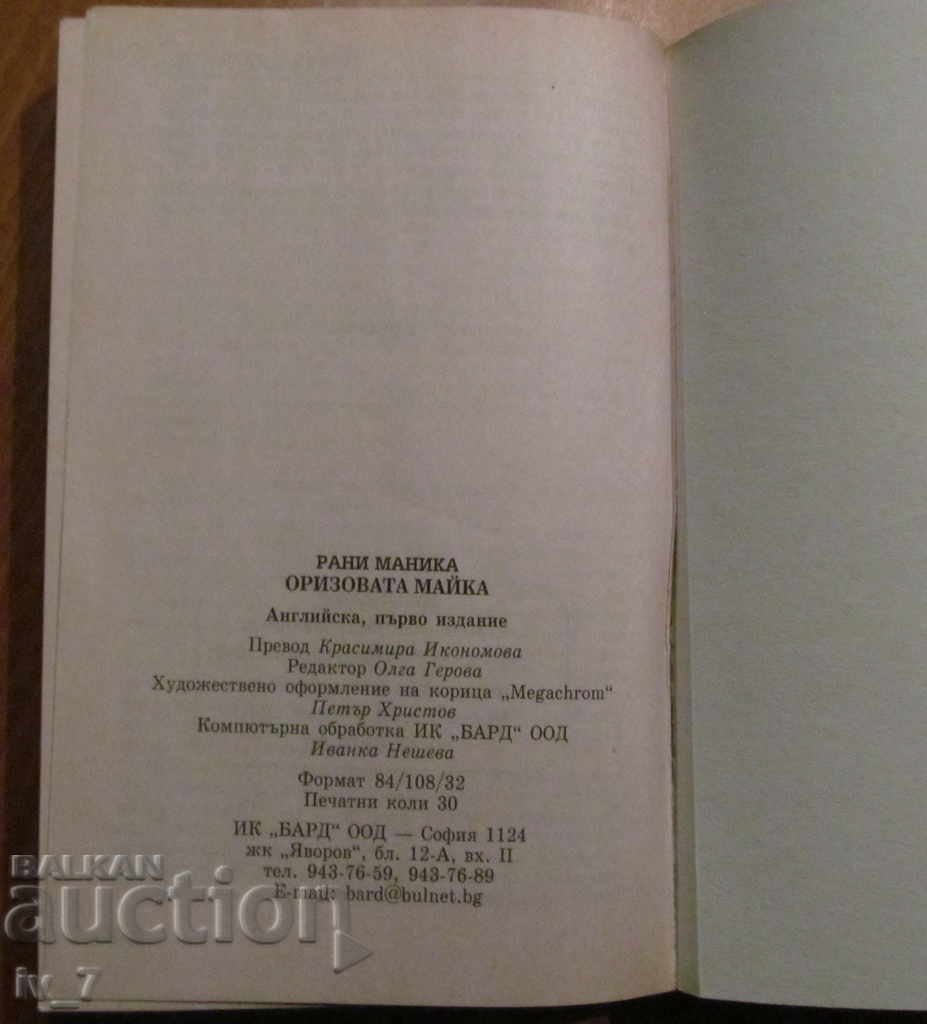 РАНИ МАНИКА
ОРИЗОВАТА МАЙКА
Английска, първо издание
Превод Красимира Икономова
Редактор Олга Герова
Художествено оформление на корица „Megachrom“
Петър Христов
Компютърна обработка ИК „БАРД“ ООД
Иванка Нешева
Формат 84/108/32
Печатни коли 30
ИК „БАРД“ ООД — София 1124
жк „Яворов“, бл. 12-А, вх. II
тел. 943-76-59, 943-76-89
E-mail: bard@bulnet.bg
BALKAN
auction
iv_7